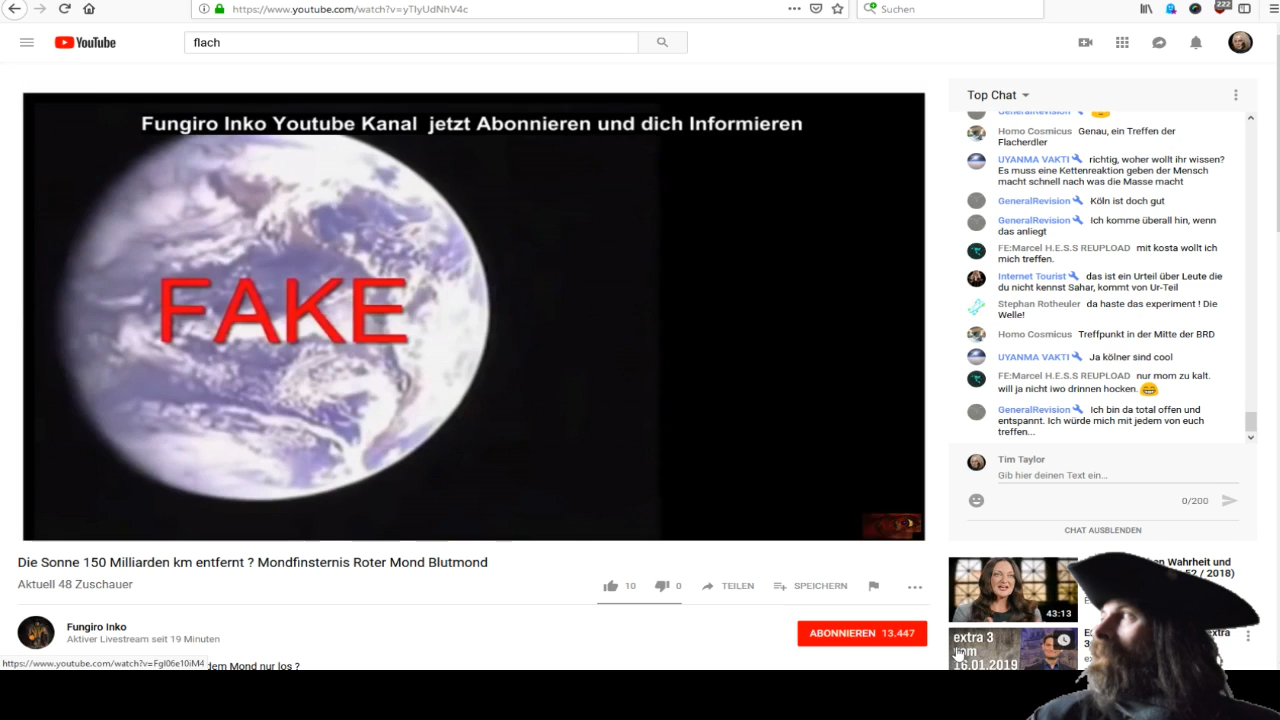 https://www.youtube.com/watch?v=yTIyUdNhV4c
Suchen
222
YouTube
flach
Fungiro Inko Youtube Kanal jetzt Abonnieren und dich Informieren
FAKE
Top Chat
GeneralRevision
Homo Cosmicus Genau, ein Treffen der
Flacherdler
UYANMA VAKTI richtig, woher wollt ihr wissen?
Es muss eine Kettenreaktion geben der Mensch
macht schnell nach was die Masse macht
GeneralRevision Köln ist doch gut
GeneralRevision Ich komme überall hin, wenn
das anliegt
FE:Marcel H.E.S.S REUPLOAD mit kosta wollt ich
mich treffen.
Internet Tourist das ist ein Urteil über Leute die
du nicht kennst Sahar, kommt von Ur-Teil
Stephan Rotheuler da haste das experiment ! Die
Welle!
Homo Cosmicus Treffpunkt in der Mitte der BRD
UYANMA VAKTI Ja kölner sind cool
FE:Marcel H.E.S.S REUPLOAD nur mom zu kalt.
will ja nicht iwo drinnen hocken.
GeneralRevision Ich bin da total offen und
entspannt. Ich würde mich mit jedem von euch
treffen...
Tim Taylor
Gib hier deinen Text ein...
0/200
CHAT AUSBLENDEN
Die Sonne 150 Milliarden km entfernt ? Mondfinsternis Roter Mond Blutmond
Aktuell 48 Zuschauer
10
0
TEILEN
SPEICHERN
Fungiro Inko
Aktiver Livestream seit 19 Minuten
ABONNIEREN 13.447
dem Mond nur los ?
https://www.youtube.com/watch?v=FgI06e10iM4
en Wahrheit und
52 / 2018)
43:13
extra 3
vom
16.01.2019
extra